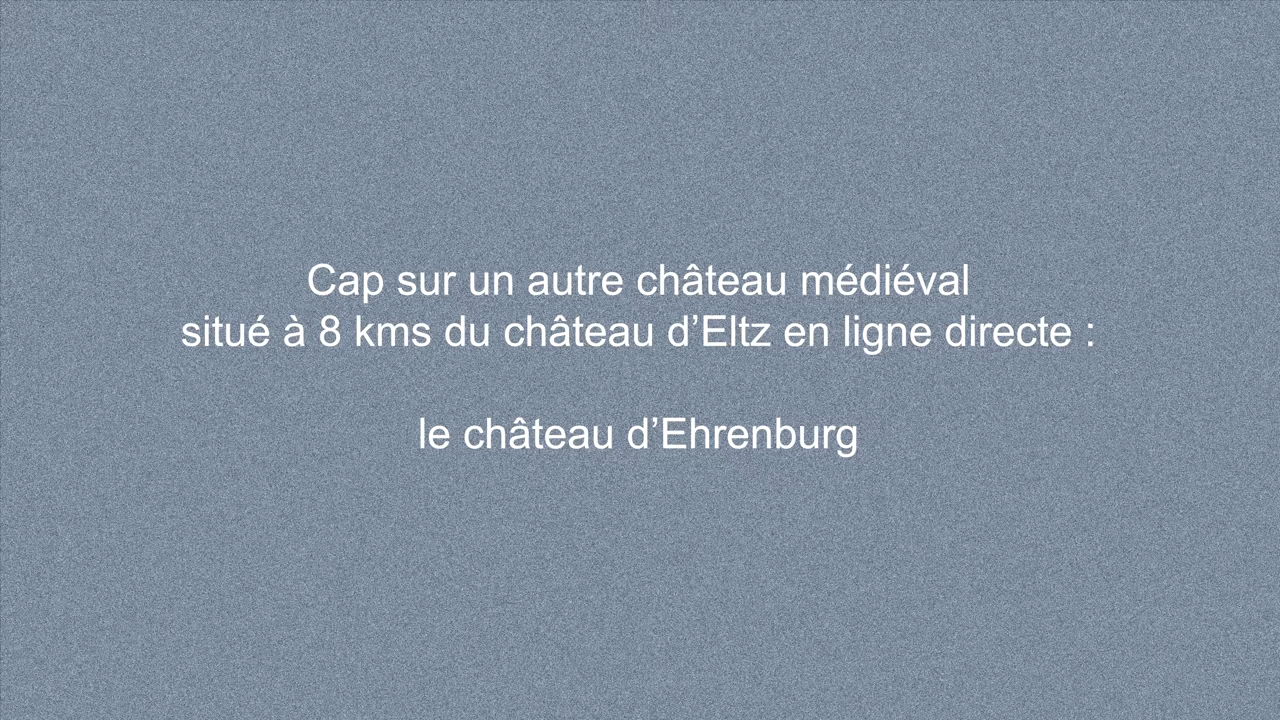 Cap sur un autre château médiéval
situé à 8 kms du château d’Eltz en ligne directe :
le château d’Ehrenburg